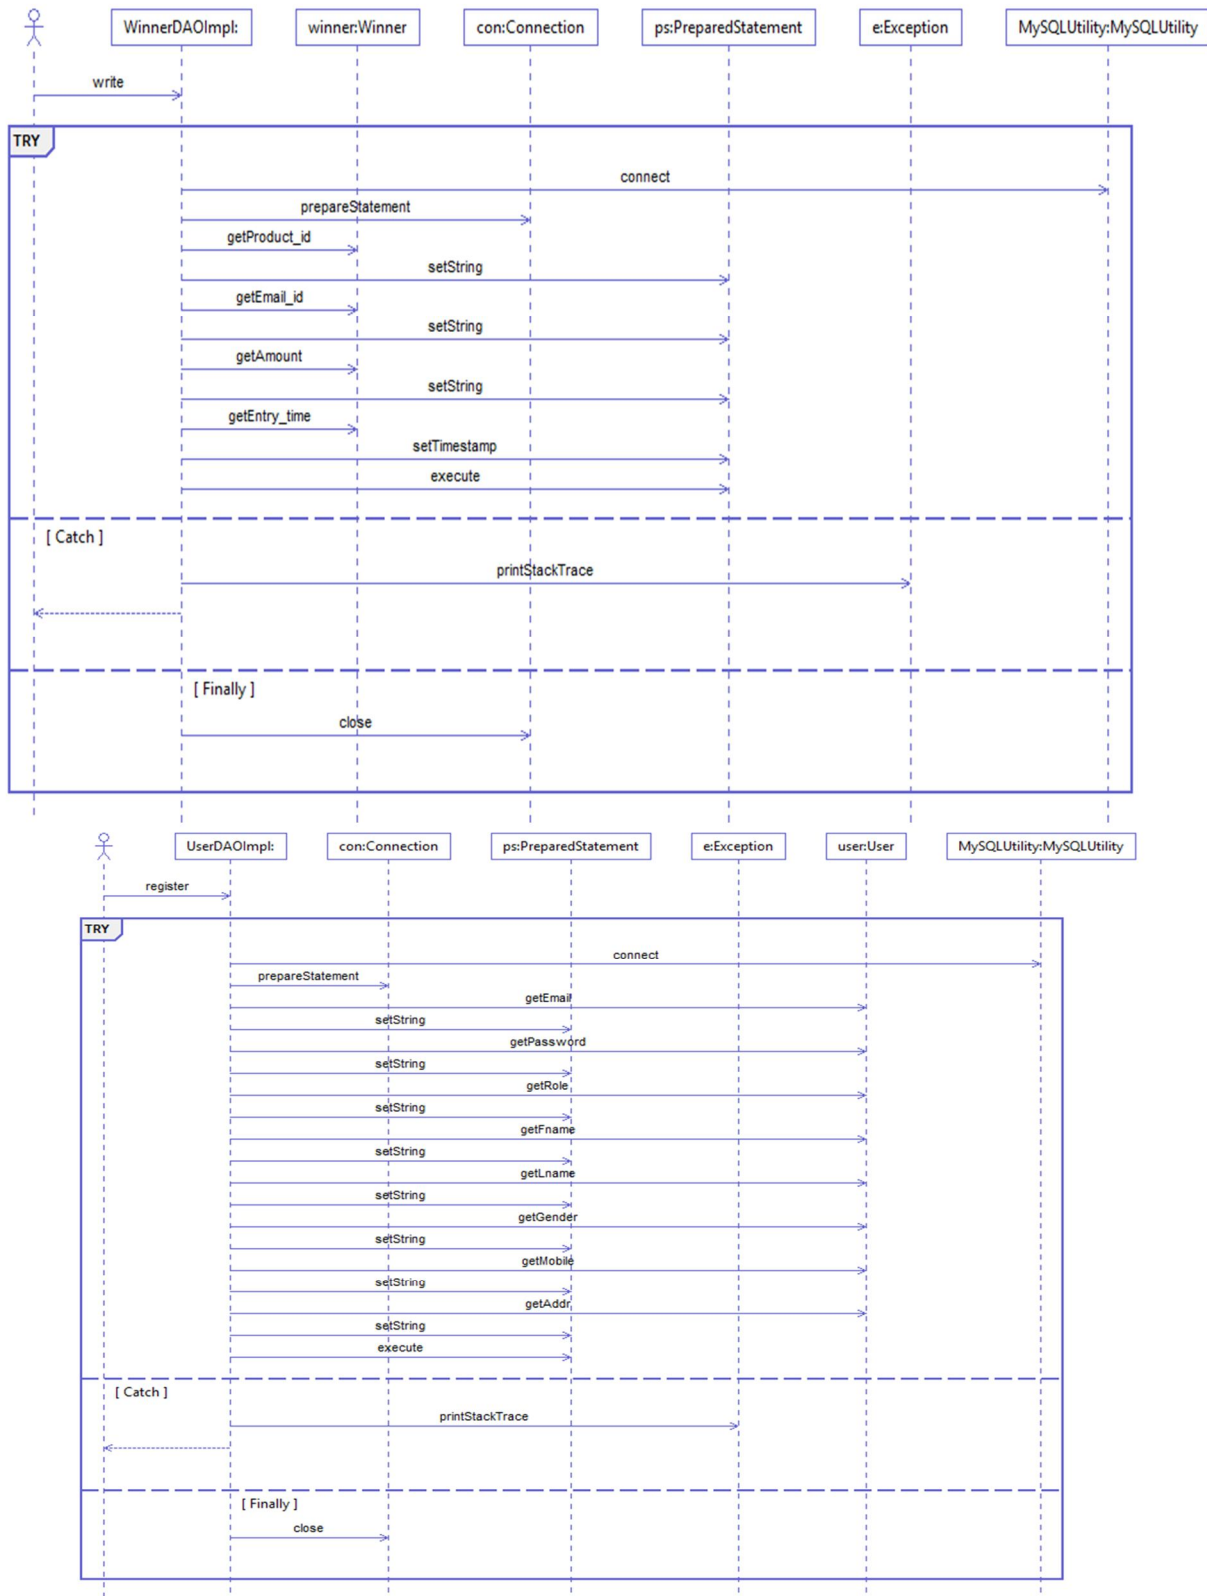 WinnerDAOImpl: winner:Winner con:Connection ps:PreparedStatement e:Exception MySQLUtility:MySQLUtility
write
TRY
connect
prepareStatement
getProduct_id
setString
getEmail_id
setString
getAmount
setString
getEntry_time
setTimestamp
execute
[ Catch ]
printStackTrace
[ Finally ]
close
UserDAOImpl: con:Connection ps:PreparedStatement e:Exception user:User MySQLUtility:MySQLUtility
register
TRY
connect
prepareStatement
getEmail
setString
getPassword
setString
getRole
setString
getFname
setString
getLname
setString
getGender
setString
getMobile
setString
getAddr
setString
execute
[ Catch ]
printStackTrace
[ Finally ]
close